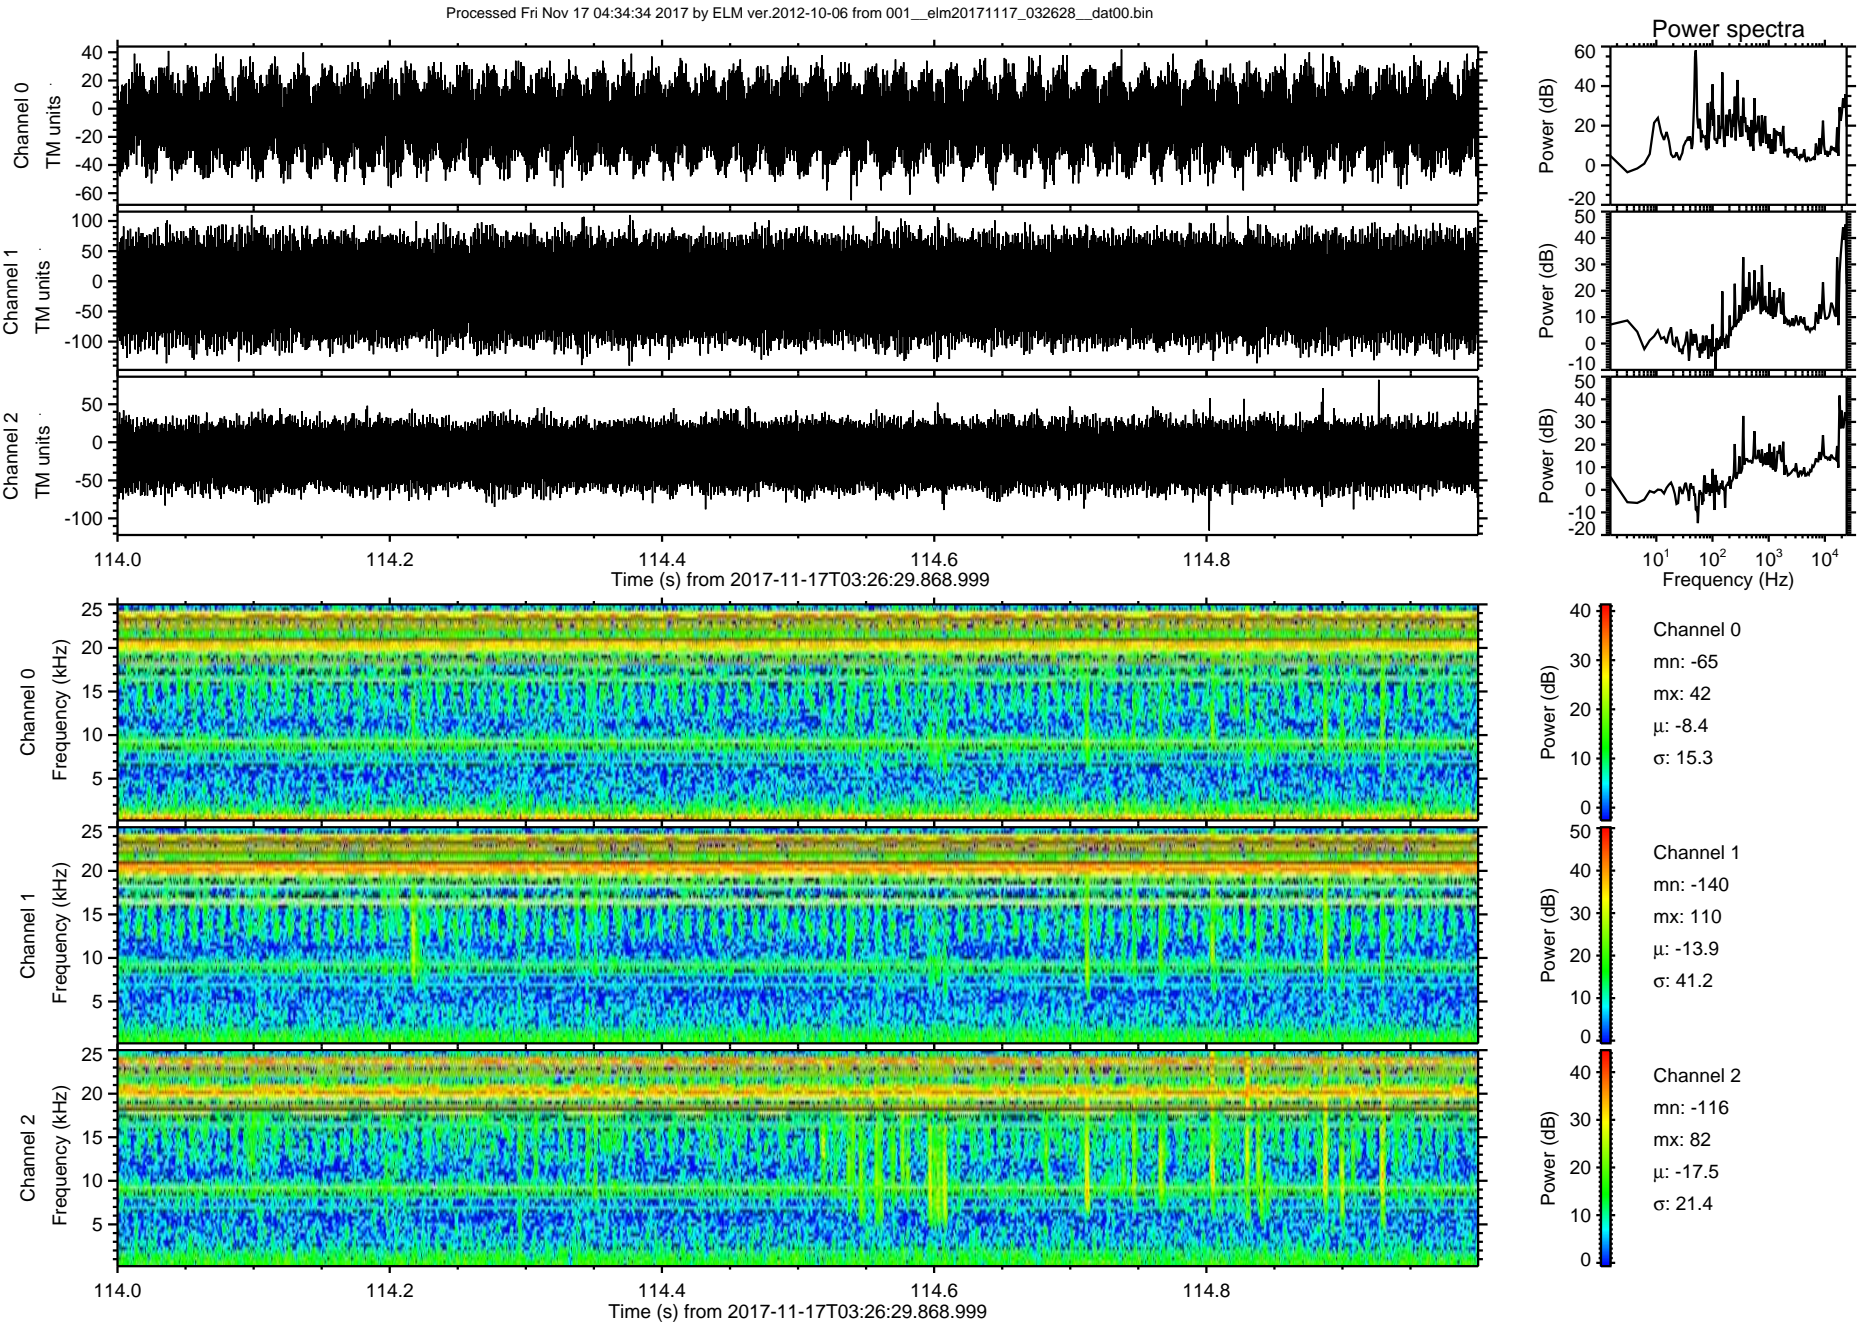 Processed Fri Nov 17 04:34:34 2017 by ELM ver.2012-10-06 from 001__elm20171117_032628__dat00.bin
Power spectra
Channel 0
TM units
40
20
0
-20
-40
-60
Power (dB)
60
40
20
0
-20
Channel 1
TM units
100
50
0
-50
-100
Power (dB)
50
40
30
20
10
0
-10
Channel 2
TM units
50
0
-50
-100
Power (dB)
50
40
30
20
10
0
-10
-20
114.0
114.2
114.4
114.6
114.8
Time (s) from 2017-11-17T03:26:29.868.999
10^1
10^2
10^3
10^4
Frequency (Hz)
Channel 0
Frequency (kHz)
25
20
15
10
5
Power (dB)
40
30
20
10
0
Channel 0
mn: -65
mx: 42
μ: -8.4
σ: 15.3
Channel 1
Frequency (kHz)
25
20
15
10
5
Power (dB)
50
40
30
20
10
0
Channel 1
mn: -140
mx: 110
μ: -13.9
σ: 41.2
Channel 2
Frequency (kHz)
25
20
15
10
5
Power (dB)
40
30
20
10
0
Channel 2
mn: -116
mx: 82
μ: -17.5
σ: 21.4
114.0
114.2
114.4
114.6
114.8
Time (s) from 2017-11-17T03:26:29.868.999